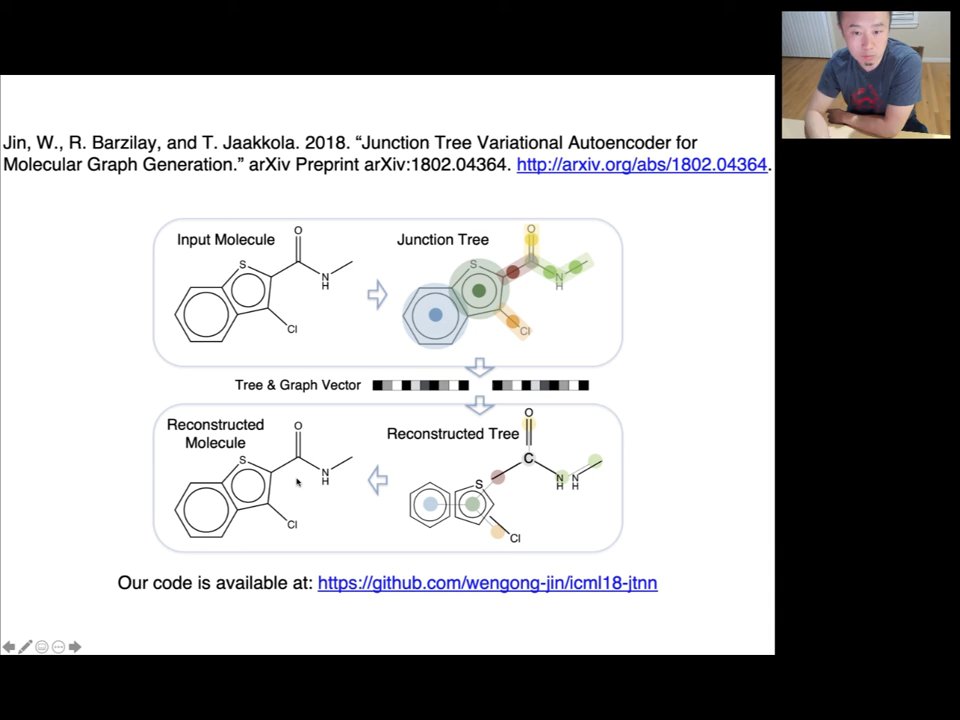 Jin, W., R. Barzilay, and T. Jaakkola. 2018. “Junction Tree Variational Autoencoder for
Molecular Graph Generation.” arXiv Preprint arXiv:1802.04364. http://arxiv.org/abs/1802.04364.
Input Molecule
O
S
N
H
Cl
Junction Tree
O
S
N
H
Cl
Tree & Graph Vector
Reconstructed
Molecule
O
S
N
H
Cl
Reconstructed Tree
O
C
S
N N
H H
Cl
Our code is available at: https://github.com/wengong-jin/icml18-jtnn